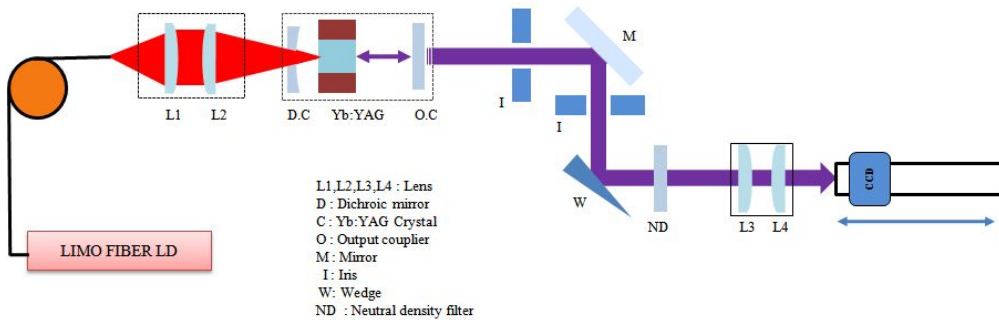 M
L1
L2
D.C
Yb:YAG
O.C
I
I
CCD
W
ND
L3
L4
L1,L2,L3,L4 : Lens
D : Dichroic mirror
C : Yb:YAG Crystal
O : Output coupler
M : Mirror
I : Iris
W: Wedge
ND : Neutral density filter
LIMO FIBER LD